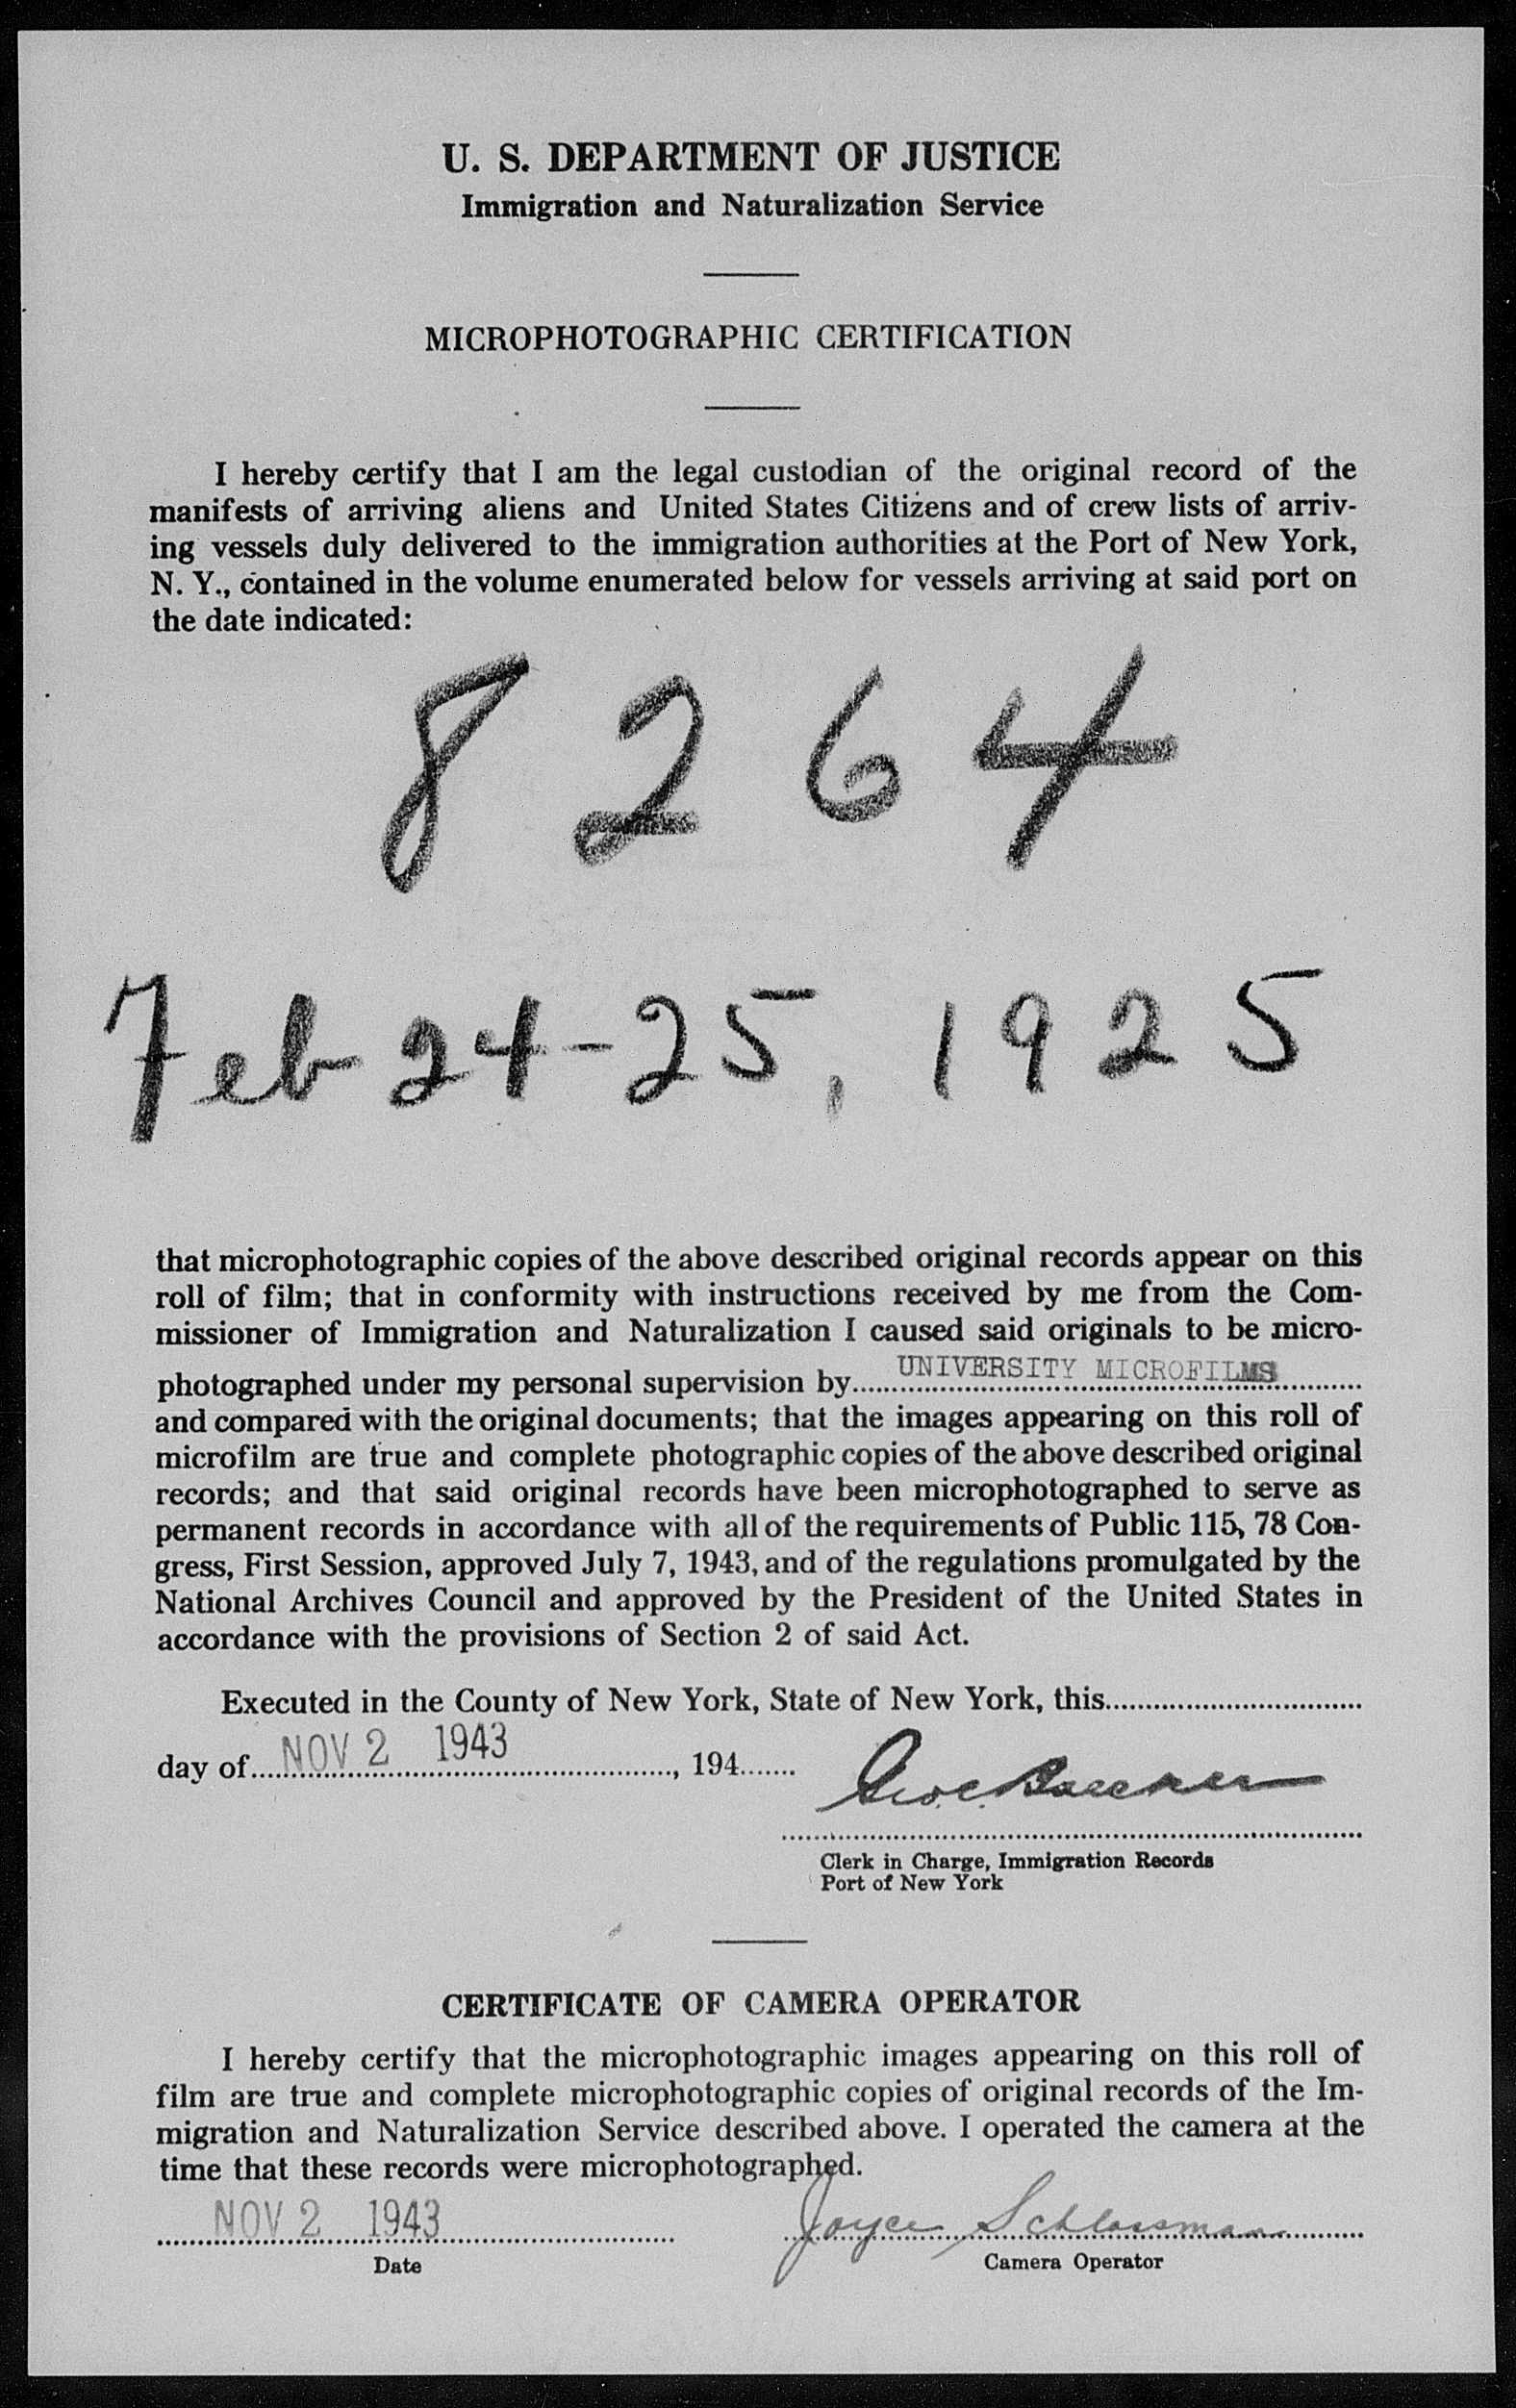 U. S. DEPARTMENT OF JUSTICE
Immigration and Naturalization Service
MICROPHOTOGRAPHIC CERTIFICATION
I hereby certify that I am the legal custodian of the original record of the
manifests of arriving aliens and United States Citizens and of crew lists of arriv-
ing vessels duly delivered to the immigration authorities at the Port of New York,
N. Y., contained in the volume enumerated below for vessels arriving at said port on
the date indicated:
8264
Feb 24-25, 1925
that microphotographic copies of the above described original records appear on this
roll of film; that in conformity with instructions received by me from the Com-
missioner of Immigration and Naturalization I caused said originals to be micro-
photographed under my personal supervision by UNIVERSITY MICROFILMS
and compared with the original documents; that the images appearing on this roll of
microfilm are true and complete photographic copies of the above described original
records; and that said original records have been microphotographed to serve as
permanent records in accordance with all of the requirements of Public 115, 78 Con-
gress, First Session, approved July 7, 1943, and of the regulations promulgated by the
National Archives Council and approved by the President of the United States in
accordance with the provisions of Section 2 of said Act.
Executed in the County of New York, State of New York, this
day of NOV 2 1943, 194
Clerk in Charge, Immigration Records
Port of New York
CERTIFICATE OF CAMERA OPERATOR
I hereby certify that the microphotographic images appearing on this roll of
film are true and complete microphotographic copies of original records of the Im-
migration and Naturalization Service described above. I operated the camera at the
time that these records were microphotographed.
NOV 2 1943 Joyce Schlossman
Date Camera Operator